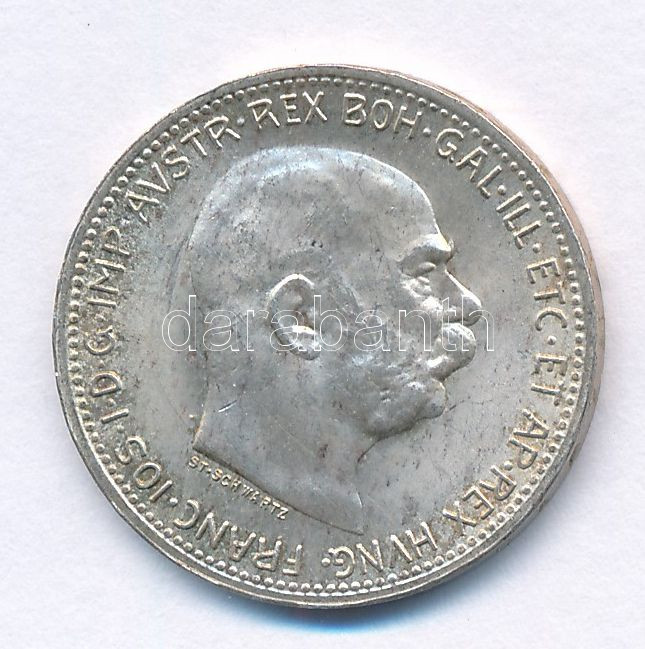 FRANC·IOS·I·D·G·IMP·AVSTR·REX BOH·GAL·ILL·ETC·ET AP·REX HVNG·
ST·SCHWARTZ
darabanth